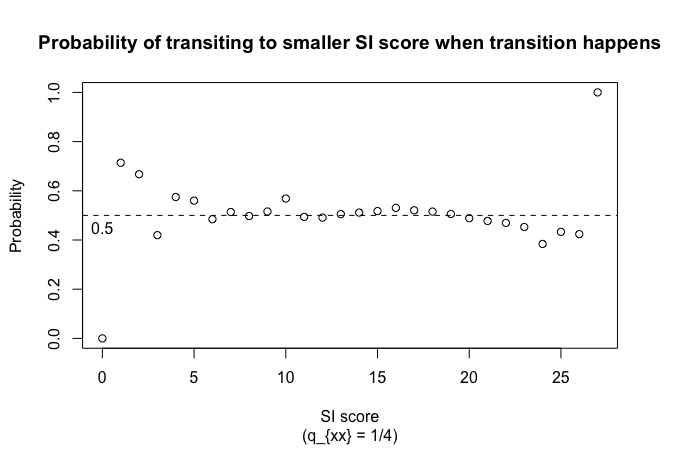 Probability of transiting to smaller SI score when transition happens
Probability
1.0
0.8
0.6
0.4
0.2
0.0
0.5
0 5 10 15 20 25
SI score
(q_{xx} = 1/4)